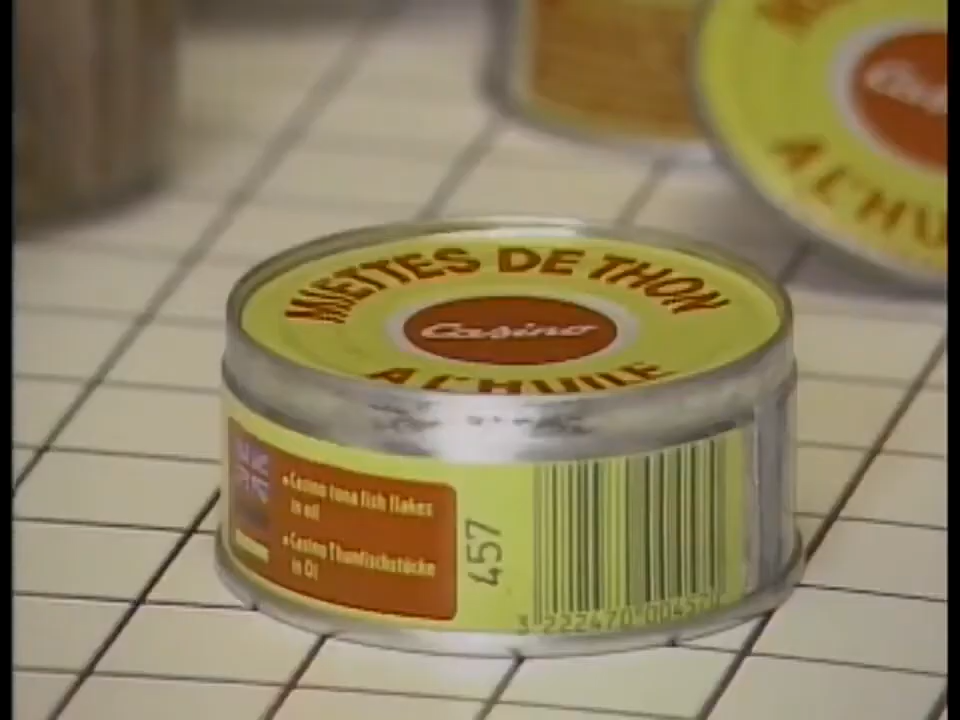 MIETTES DE THON
Casino
A L'HUILE
•Casino tuna fish flakes
in oil
•Casino Thunfischstücke
in Öl
457
3 222470 004570
A L'HU